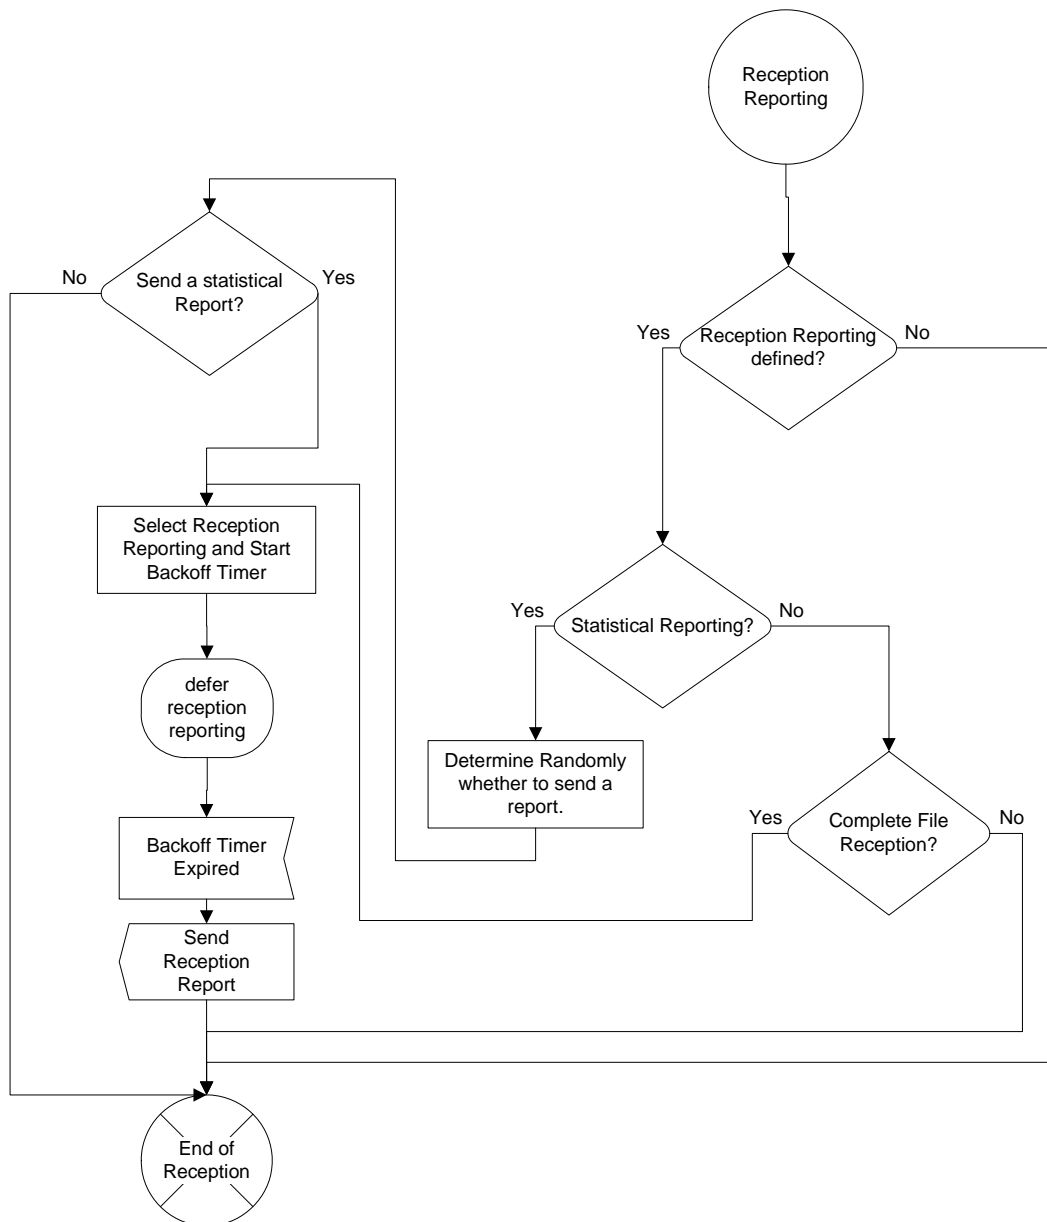 Reception
Reporting
Reception Reporting
defined?
Yes
No
Statistical Reporting?
Yes
No
Determine Randomly
whether to send a
report.
Complete File
Reception?
Yes
No
Send a statistical
Report?
No
Yes
Select Reception
Reporting and Start
Backoff Timer
defer
reception
reporting
Backoff Timer
Expired
Send
Reception
Report
End of
Reception